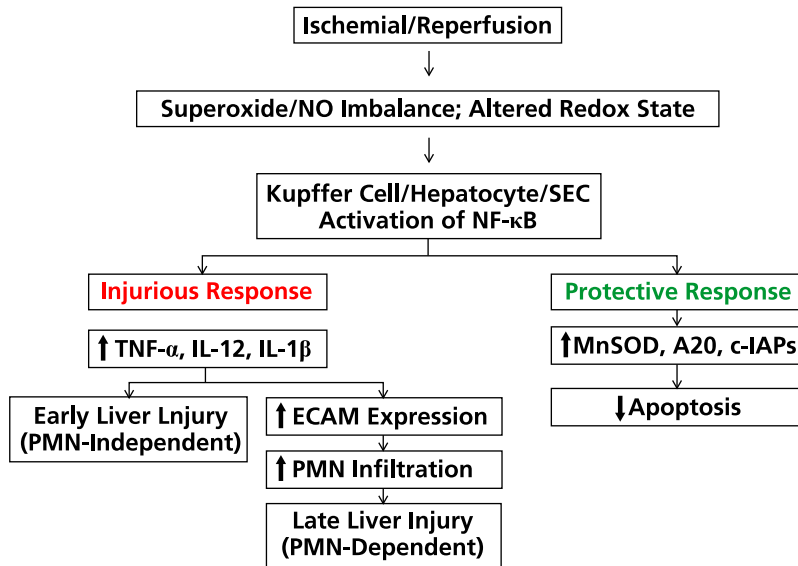 Ischemial/Reperfusion
Superoxide/NO Imbalance; Altered Redox State
Kupffer Cell/Hepatocyte/SEC
Activation of NF-κB
Injurious Response
Protective Response
↑ TNF-α, IL-12, IL-1β
↑MnSOD, A20, c-IAPs
Early Liver Lnjury
(PMN-Independent)
↑ ECAM Expression
↓Apoptosis
↑ PMN Infiltration
Late Liver Injury
(PMN-Dependent)